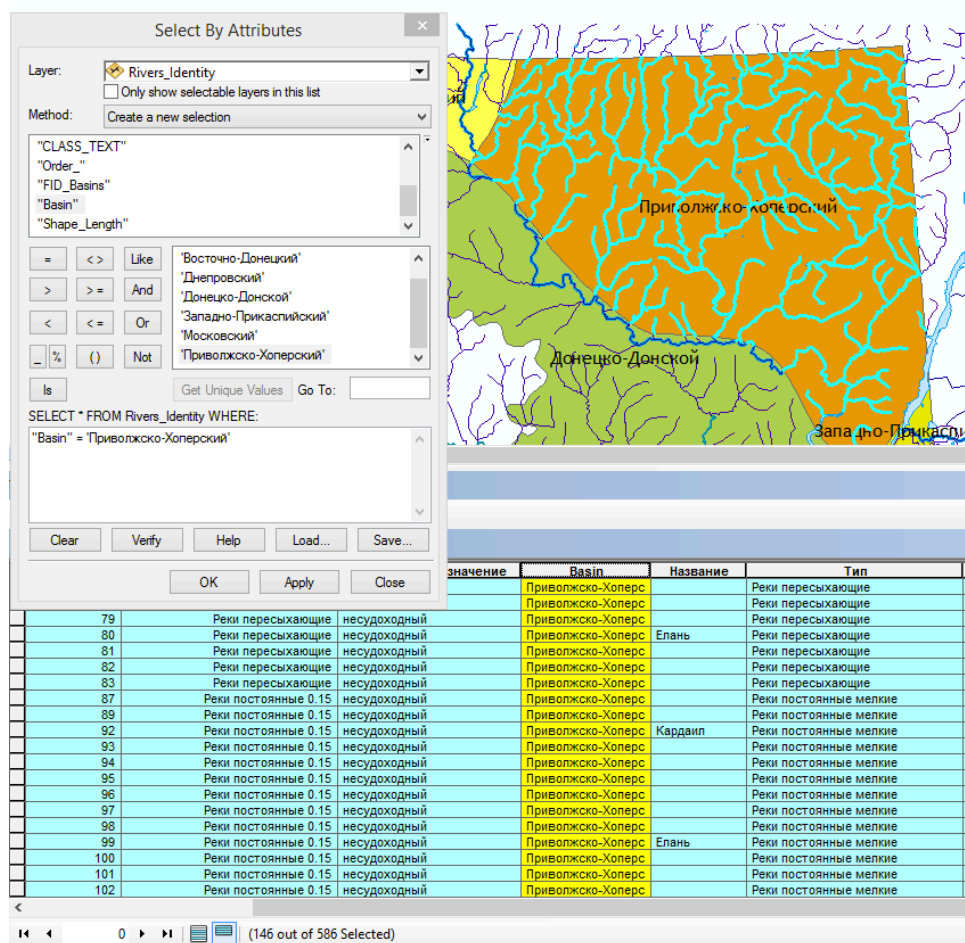 Select By Attributes
Layer:
Rivers_Identity
Only show selectable layers in this list
Method:
Create a new selection
"CLASS_TEXT"
"Order_"
"FID_Basins"
"Basin"
"Shape_Length"
= < > Like
> > = And
< < = Or
_ % () Not
Is
'Восточно-Донецкий'
'Днепровский'
'Донецко-Донской'
'Западно-Прикаспийский'
'Московский'
'Приволжско-Хоперский'
Get Unique Values Go To:
SELECT * FROM Rivers_Identity WHERE:
"Basin" = 'Приволжско-Хоперский'
Clear Verify Help Load... Save...
OK Apply Close
ий
Приволжско-Хоперский
Донецко-Донской
Западно-Прикаспи
значение Basin Название Тип
Приволжско-Хоперс Реки пересыхающие
Приволжско-Хоперс Реки пересыхающие
79 Реки пересыхающие несудоходный Приволжско-Хоперс Реки пересыхающие
80 Реки пересыхающие несудоходный Приволжско-Хоперс Елань Реки пересыхающие
81 Реки пересыхающие несудоходный Приволжско-Хоперс Реки пересыхающие
82 Реки пересыхающие несудоходный Приволжско-Хоперс Реки пересыхающие
83 Реки пересыхающие несудоходный Приволжско-Хоперс Реки пересыхающие
87 Реки постоянные 0.15 несудоходный Приволжско-Хоперс Реки постоянные мелкие
89 Реки постоянные 0.15 несудоходный Приволжско-Хоперс Реки постоянные мелкие
92 Реки постоянные 0.15 несудоходный Приволжско-Хоперс Кардаил Реки постоянные мелкие
93 Реки постоянные 0.15 несудоходный Приволжско-Хоперс Реки постоянные мелкие
94 Реки постоянные 0.15 несудоходный Приволжско-Хоперс Реки постоянные мелкие
95 Реки постоянные 0.15 несудоходный Приволжско-Хоперс Реки постоянные мелкие
96 Реки постоянные 0.15 несудоходный Приволжско-Хоперс Реки постоянные мелкие
97 Реки постоянные 0.15 несудоходный Приволжско-Хоперс Реки постоянные мелкие
98 Реки постоянные 0.15 несудоходный Приволжско-Хоперс Реки постоянные мелкие
99 Реки постоянные 0.15 несудоходный Приволжско-Хоперс Елань Реки постоянные мелкие
100 Реки постоянные 0.15 несудоходный Приволжско-Хоперс Реки постоянные мелкие
101 Реки постоянные 0.15 несудоходный Приволжско-Хоперс Реки постоянные мелкие
102 Реки постоянные 0.15 несудоходный Приволжско-Хоперс Реки постоянные мелкие
0 (146 out of 586 Selected)